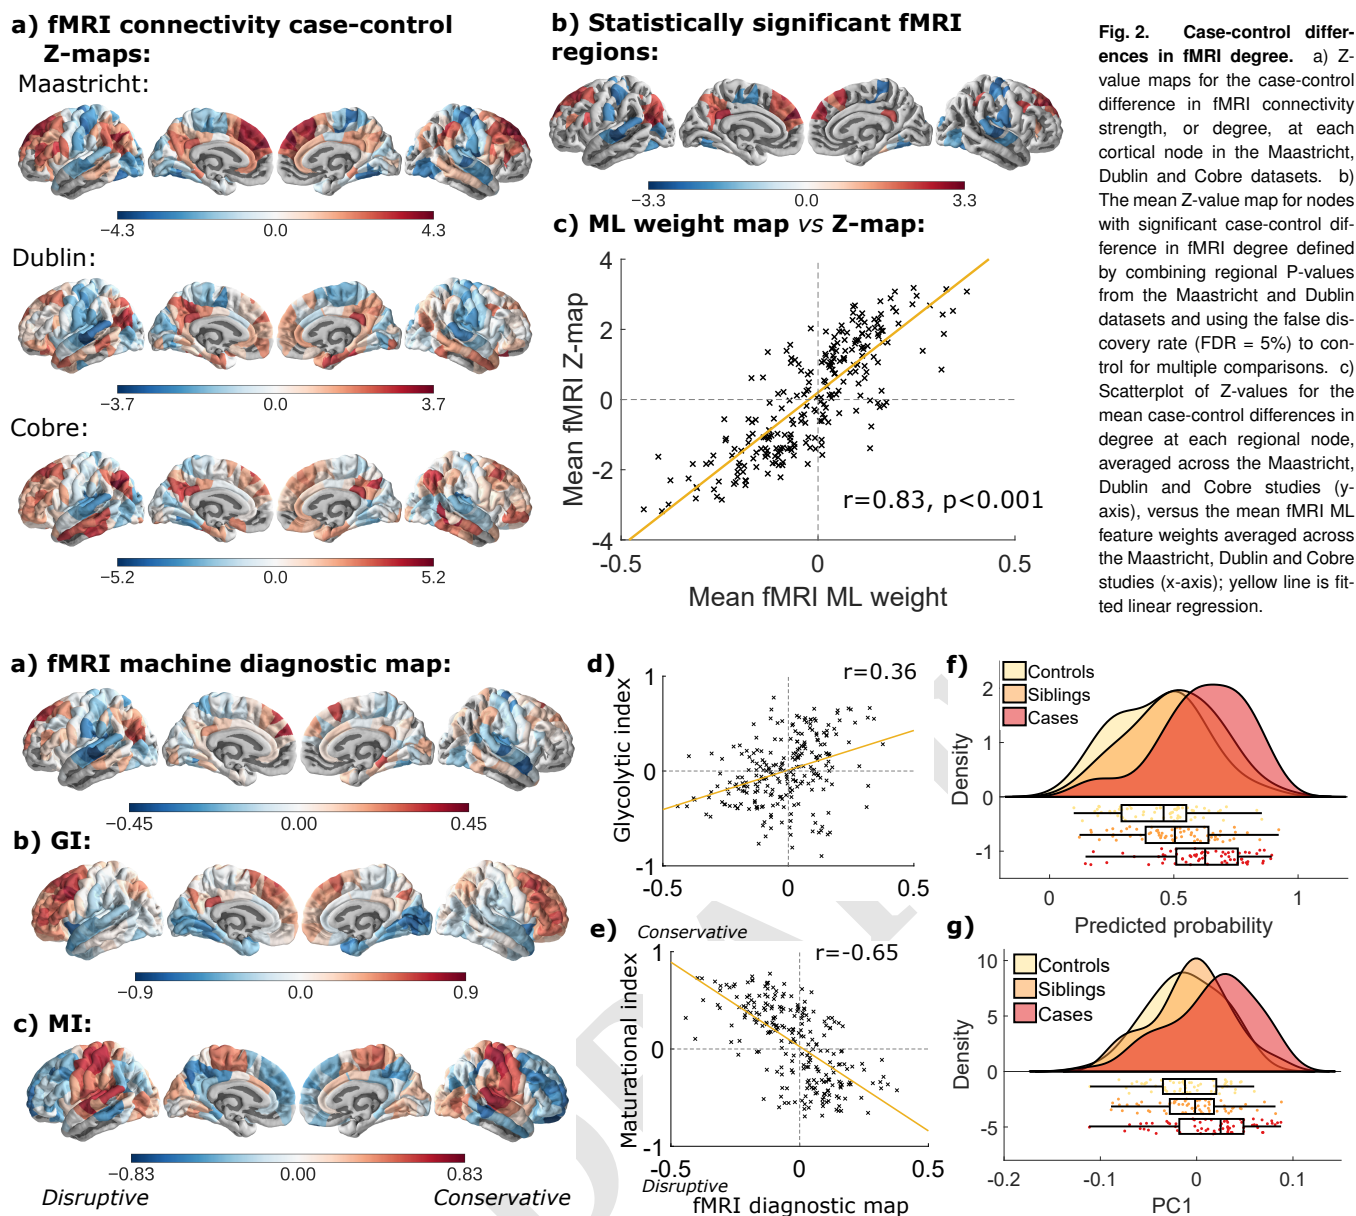 a) fMRI connectivity case-control
Z-maps:
Maastricht:
−4.3 0.0 4.3
Dublin:
−3.7 0.0 3.7
Cobre:
−5.2 0.0 5.2
b) Statistically significant fMRI
regions:
−3.3 0.0 3.3
c) ML weight map vs Z-map:
Mean fMRI Z-map
4
2
0
-2
-4
r=0.83, p<0.001
-0.5 0 0.5
Mean fMRI ML weight
Fig. 2. Case-control differ-
ences in fMRI degree. a) Z-
value maps for the case-control
difference in fMRI connectivity
strength, or degree, at each
cortical node in the Maastricht,
Dublin and Cobre datasets. b)
The mean Z-value map for nodes
with significant case-control dif-
ference in fMRI degree defined
by combining regional P-values
from the Maastricht and Dublin
datasets and using the false dis-
covery rate (FDR = 5%) to con-
trol for multiple comparisons. c)
Scatterplot of Z-values for the
mean case-control differences in
degree at each regional node,
averaged across the Maastricht,
Dublin and Cobre studies (y-
axis), versus the mean fMRI ML
feature weights averaged across
the Maastricht, Dublin and Cobre
studies (x-axis); yellow line is fit-
ted linear regression.
a) fMRI machine diagnostic map:
−0.45 0.00 0.45
b) GI:
−0.9 0.0 0.9
c) MI:
−0.83 0.00 0.83
Disruptive Conservative
d)
r=0.36
Glycolytic index
1
0
-1
-0.5 0 0.5
e) Conservative
r=-0.65
Maturational index
1
0
-1
-0.5 0 0.5
Disruptive
fMRI diagnostic map
f)
Controls
Siblings
Cases
Density
2
1
0
-1
0 0.5 1
Predicted probability
g)
Controls
Siblings
Cases
Density
10
5
0
-5
-0.2 -0.1 0 0.1
PC1